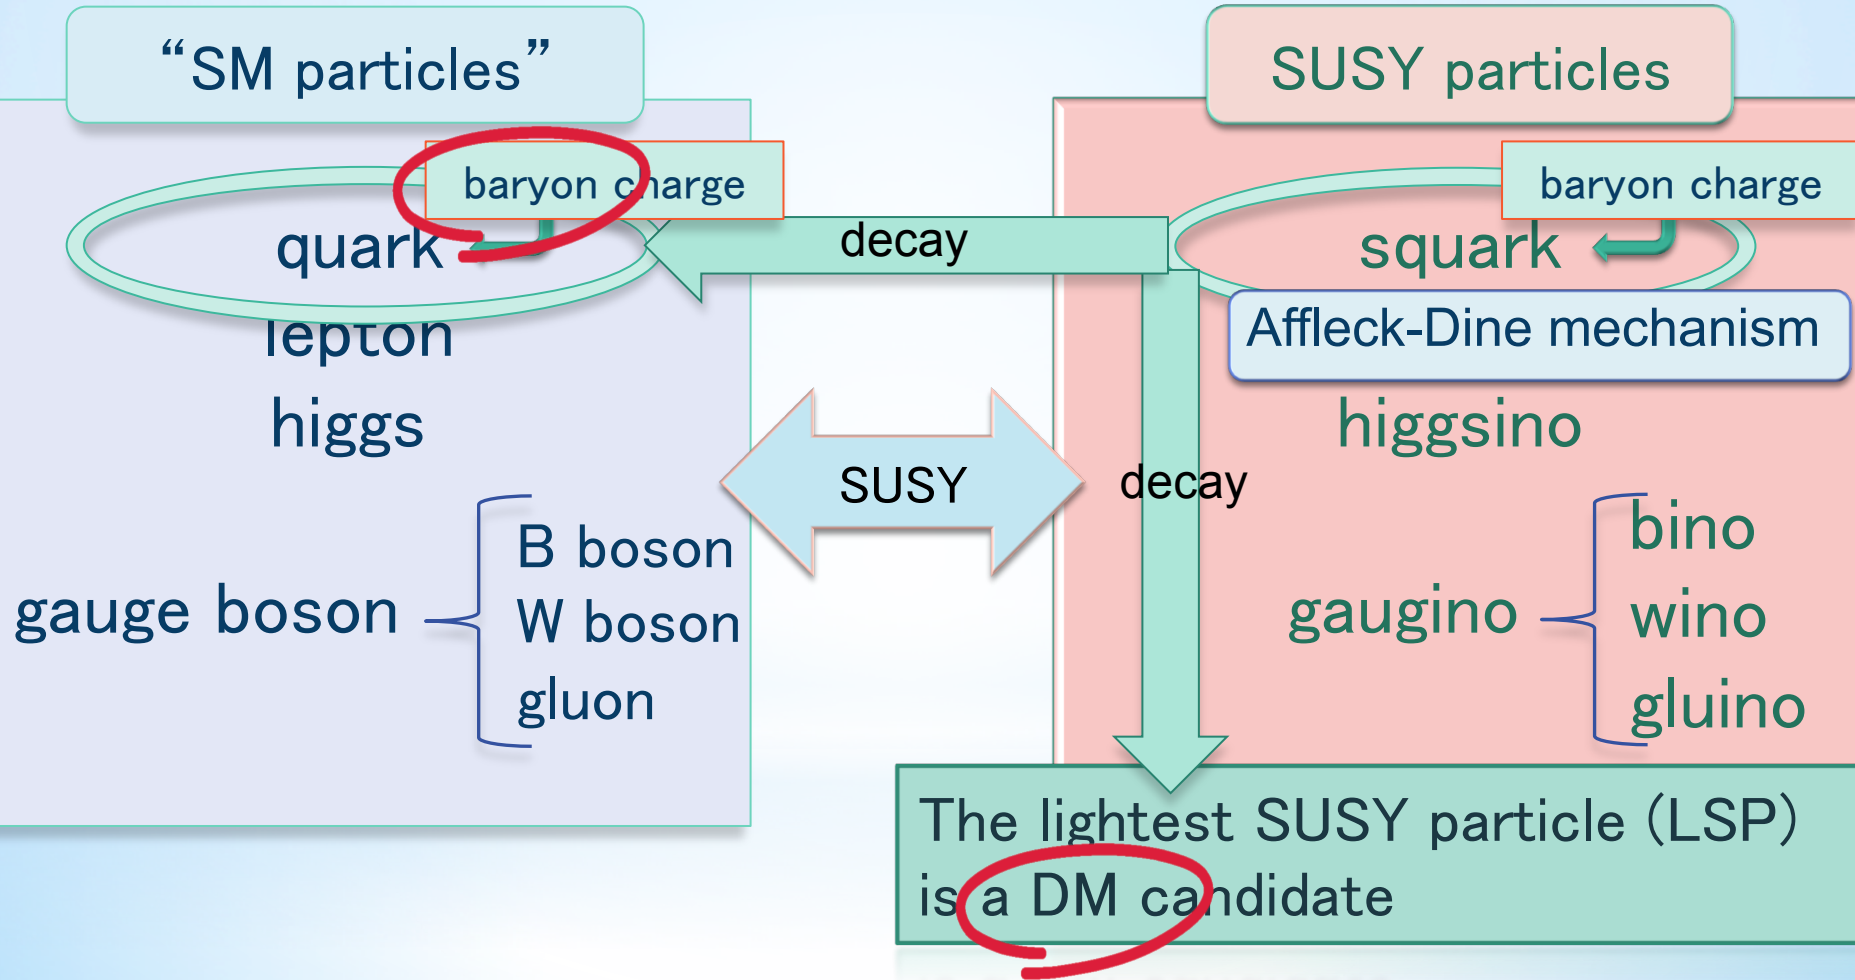 “SM particles”
baryon charge
quark
lepton
higgs
gauge boson
B boson
W boson
gluon
decay
SUSY
decay
SUSY particles
baryon charge
squark
Affleck-Dine mechanism
higgsino
gaugino
bino
wino
gluino
The lightest SUSY particle (LSP)
is a DM candidate